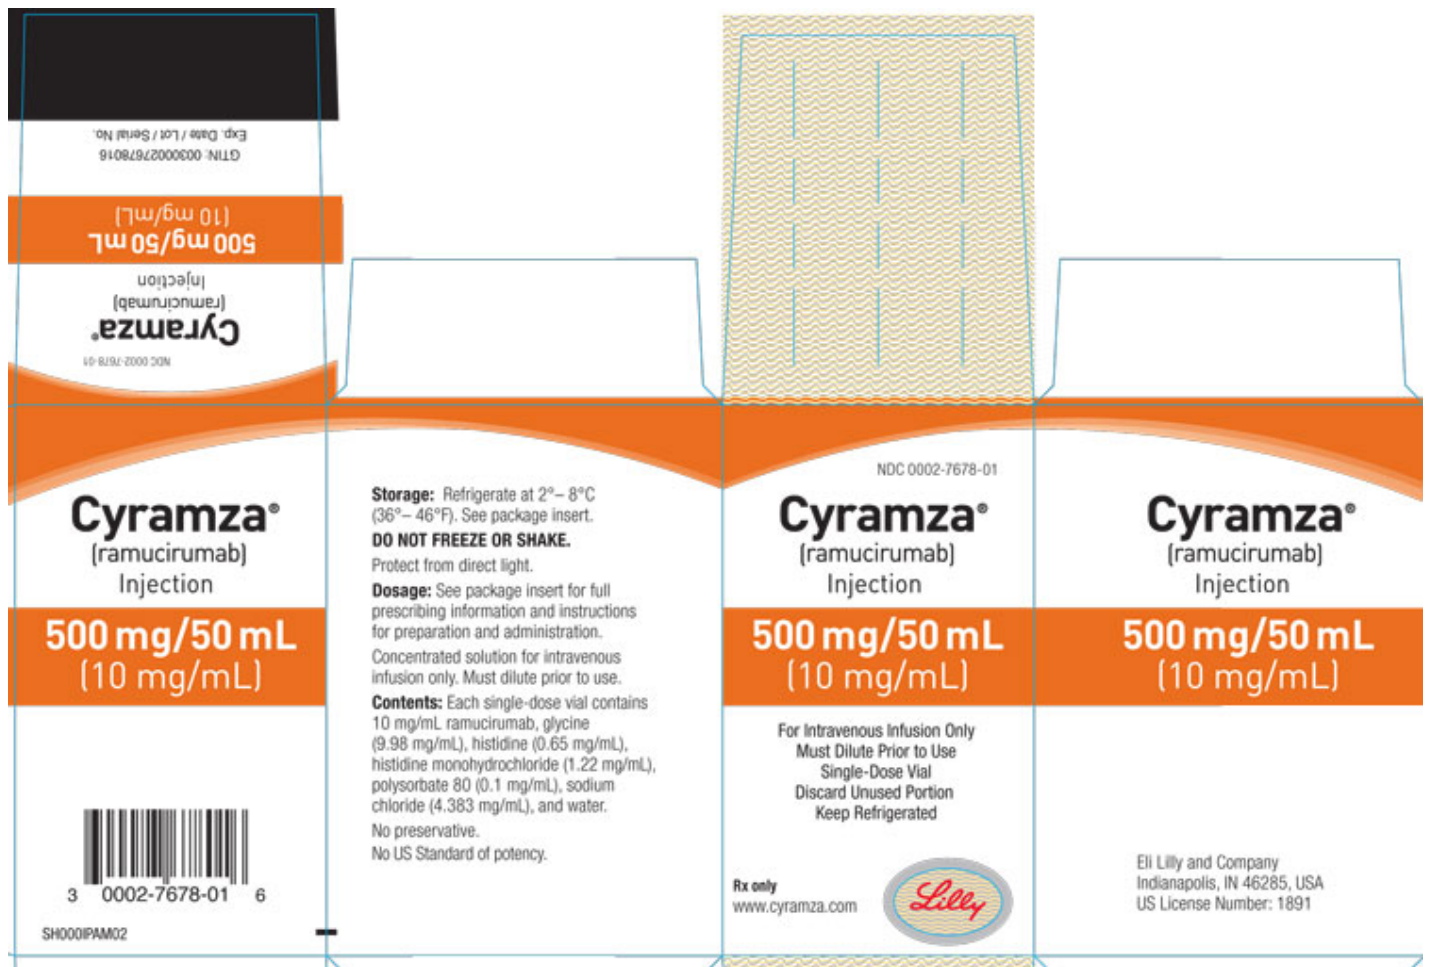 Exp. Date / Lot / Serial No.
GTIN: 00300027678016
500 mg/50 mL
(10 mg/mL)
Injection
(ramucirumab)
Cyramza®
NDC 0002-7678-01
Cyramza®
(ramucirumab)
Injection
500 mg/50 mL
(10 mg/mL)
3 0002-7678-01 6
SH000IPAM02
Storage: Refrigerate at 2°– 8°C
(36°– 46°F). See package insert.
DO NOT FREEZE OR SHAKE.
Protect from direct light.
Dosage: See package insert for full
prescribing information and instructions
for preparation and administration.
Concentrated solution for intravenous
infusion only. Must dilute prior to use.
Contents: Each single-dose vial contains
10 mg/mL ramucirumab, glycine
(9.98 mg/mL), histidine (0.65 mg/mL),
histidine monohydrochloride (1.22 mg/mL),
polysorbate 80 (0.1 mg/mL), sodium
chloride (4.383 mg/mL), and water.
No preservative.
No US Standard of potency.
NDC 0002-7678-01
Cyramza®
(ramucirumab)
Injection
500 mg/50 mL
(10 mg/mL)
For Intravenous Infusion Only
Must Dilute Prior to Use
Single-Dose Vial
Discard Unused Portion
Keep Refrigerated
Rx only
www.cyramza.com
Lilly
Cyramza®
(ramucirumab)
Injection
500 mg/50 mL
(10 mg/mL)
Eli Lilly and Company
Indianapolis, IN 46285, USA
US License Number: 1891